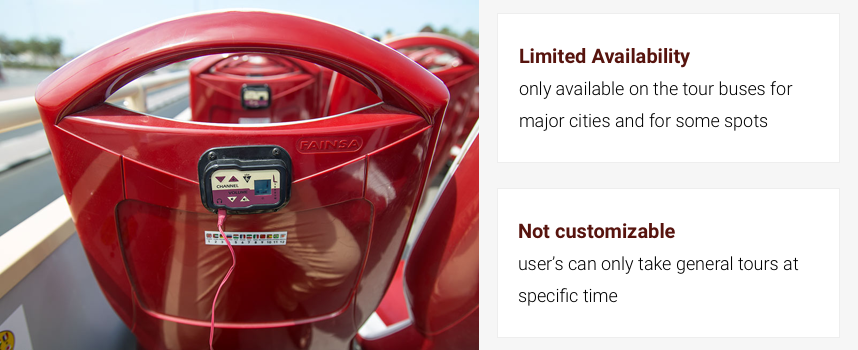 FAINSA
CHANNEL
VOLUME
Limited Availability
only available on the tour buses for
major cities and for some spots
Not customizable
user's can only take general tours at
specific time